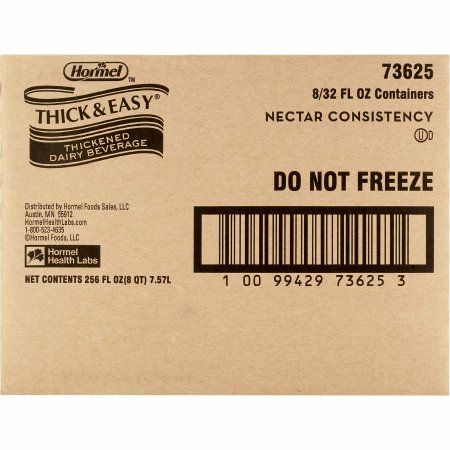 Hormel™
THICK & EASY®
THICKENED
DAIRY BEVERAGE
73625
8/32 FL OZ Containers
NECTAR CONSISTENCY
U D
DO NOT FREEZE
Distributed by Hormel Foods Sales, LLC
Austin, MN 55912
HormelHealthLabs.com
1-800-523-4635
©Hormel Foods, LLC
Hormel
Health Labs
NET CONTENTS 256 FL OZ(8 QT) 7.57L
1 00 99429 73625 3